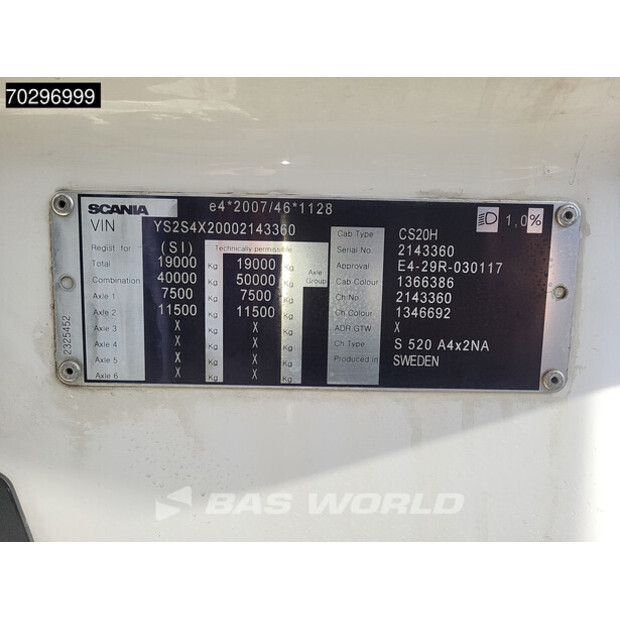 70296999
SCANIA e4*2007/46*1128
VIN YS2S4X20002143360
1,0%
Regist. for (SI) Technically permissible
Total 19000 Kg 19000 Kg Axle Group
Combination 40000 Kg 50000 Kg
Axle 1 7500 Kg 7500 Kg
Axle 2 11500 Kg 11500 Kg
Axle 3 X Kg X Kg
Axle 4 X Kg X Kg
Axle 5 X Kg X Kg
Axle 6 X Kg X Kg
Cab Type CS20H
Serial No. 2143360
Approval E4-29R-030117
Cab Colour 1366386
Ch No. 2143360
Ch Colour 1346692
ADR GTW X
Ch Type S 520 A4x2NA
Produced in SWEDEN
2325452
BAS WORLD